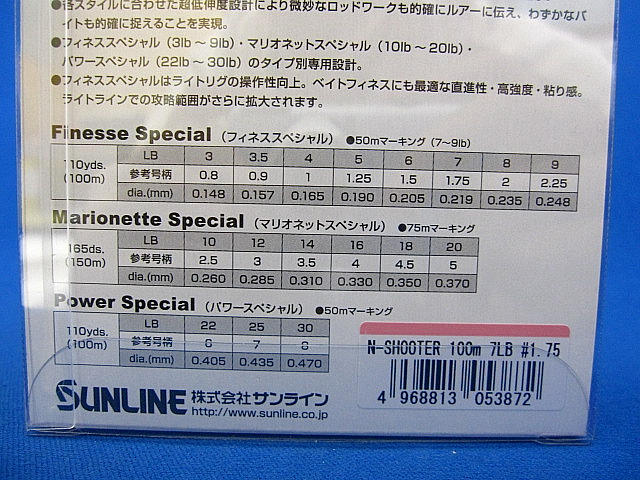 ●各スタイルに合わせた超低伸度設計により微妙なロッドワークも的確にルアーに伝え、わずかなバ
イトも的確に捉えることを実現。
●フィネススペシャル（3lb～9lb）・マリオネットスペシャル（10lb～20lb）・
パワースペシャル（22lb～30lb）のタイプ別専用設計。
●フィネススペシャルはライトリグの操作性向上。ベイトフィネスにも最適な直進性・高強度・粘り感。
ライトラインでの攻略範囲がさらに拡大されます。
Finesse Special（フィネススペシャル）●50mマーキング（7～9lb）
110yds.(100m)
LB 3 3.5 4 5 6 7 8 9
参考号柄 0.8 0.9 1 1.25 1.5 1.75 2 2.25
dia.(mm) 0.148 0.157 0.165 0.190 0.205 0.219 0.235 0.248
Marionette Special（マリオネットスペシャル）●75mマーキング
165ds.(150m)
LB 10 12 14 16 18 20
参考号柄 2.5 3 3.5 4 4.5 5
dia.(mm) 0.260 0.285 0.310 0.330 0.350 0.370
Power Special（パワースペシャル）●50mマーキング
110yds.(100m)
LB 22 25 30
参考号柄 6 7 8
dia.(mm) 0.405 0.435 0.470
N-SHOOTER 100m 7LB #1.75
4 968813 053872
SUNLINE 株式会社サンライン
http://www.sunline.co.jp